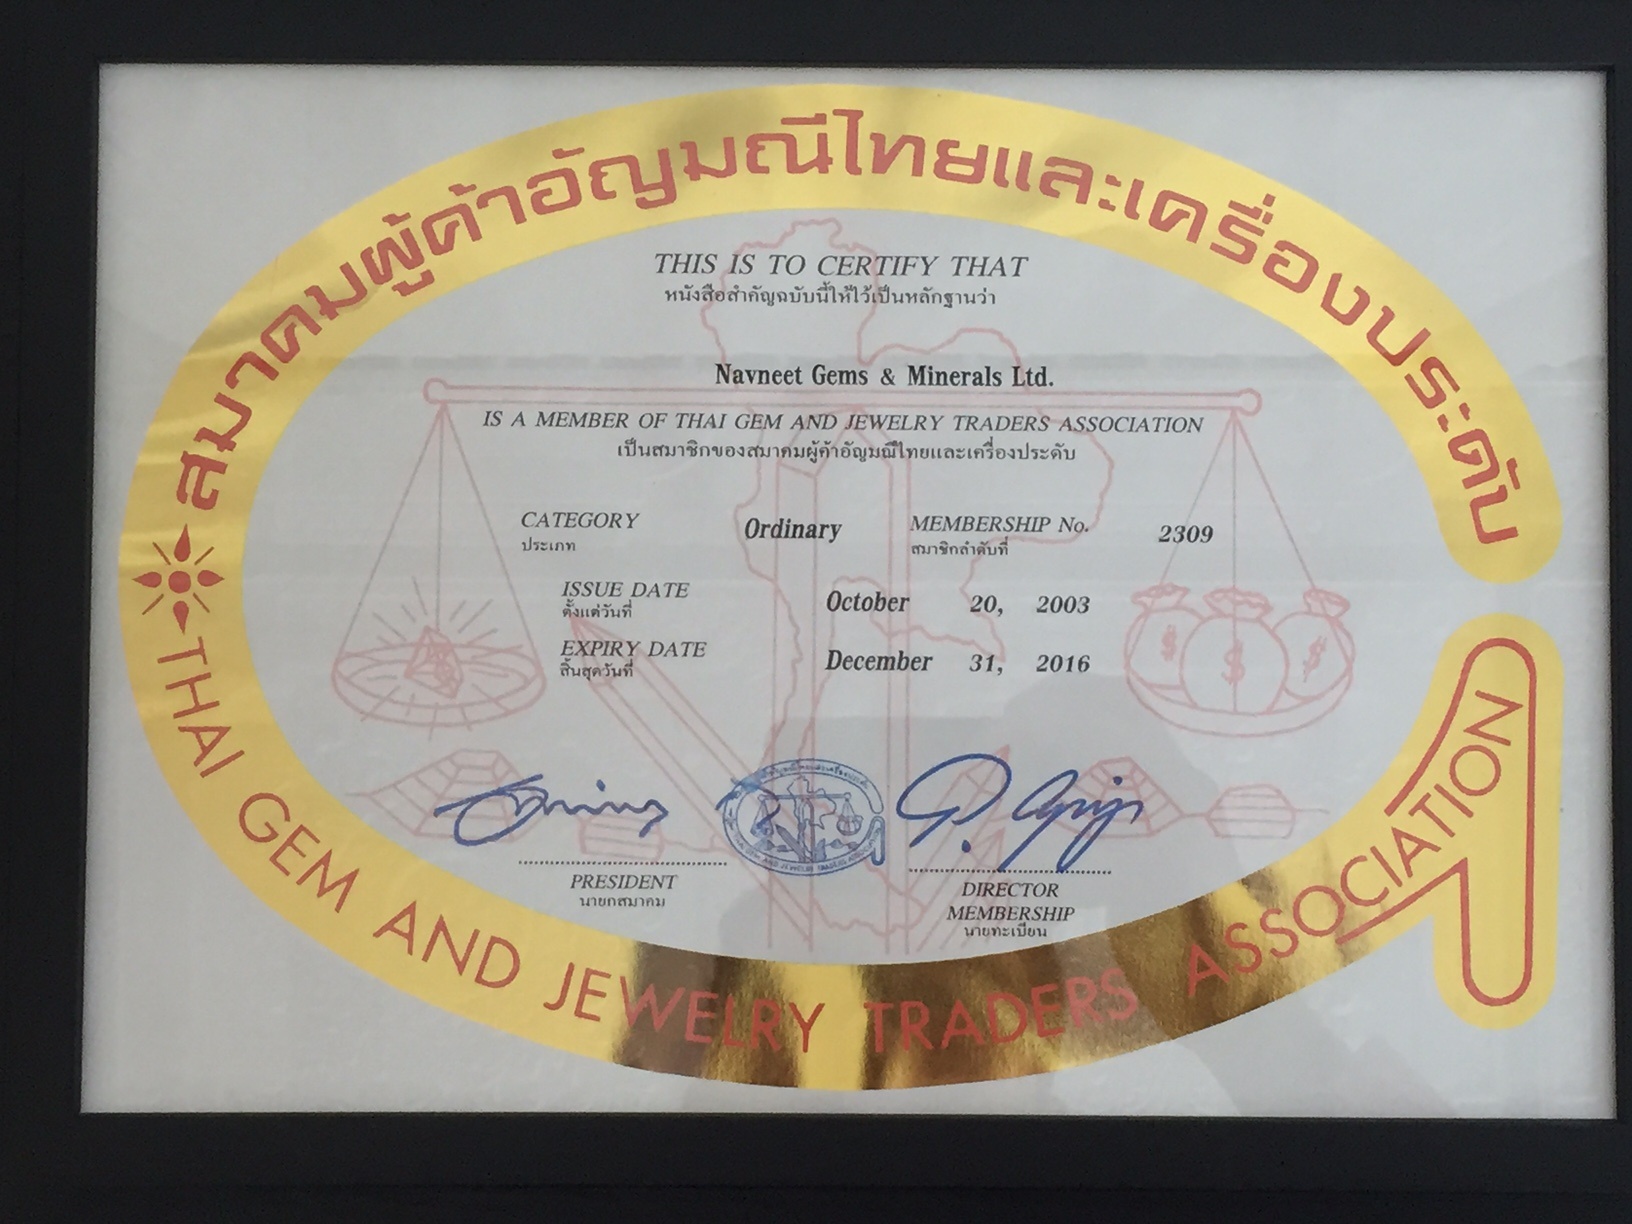 สมาคมผู้ค้าอัญมณีไทยและเครื่องประดับ
THIS IS TO CERTIFY THAT
หนังสือสำคัญฉบับนี้ให้ไว้เป็นหลักฐานว่า
Navneet Gems & Minerals Ltd.
IS A MEMBER OF THAI GEM AND JEWELRY TRADERS ASSOCIATION
เป็นสมาชิกของสมาคมผู้ค้าอัญมณีไทยและเครื่องประดับ
CATEGORY Ordinary MEMBERSHIP No. 2309
ประเภท สมาชิกลำดับที่
ISSUE DATE October 20, 2003
ตั้งแต่วันที่
EXPIRY DATE December 31, 2016
สิ้นสุดวันที่
PRESIDENT DIRECTOR
นายกสมาคม MEMBERSHIP
นายทะเบียน
THAI GEM AND JEWELRY TRADERS ASSOCIATION